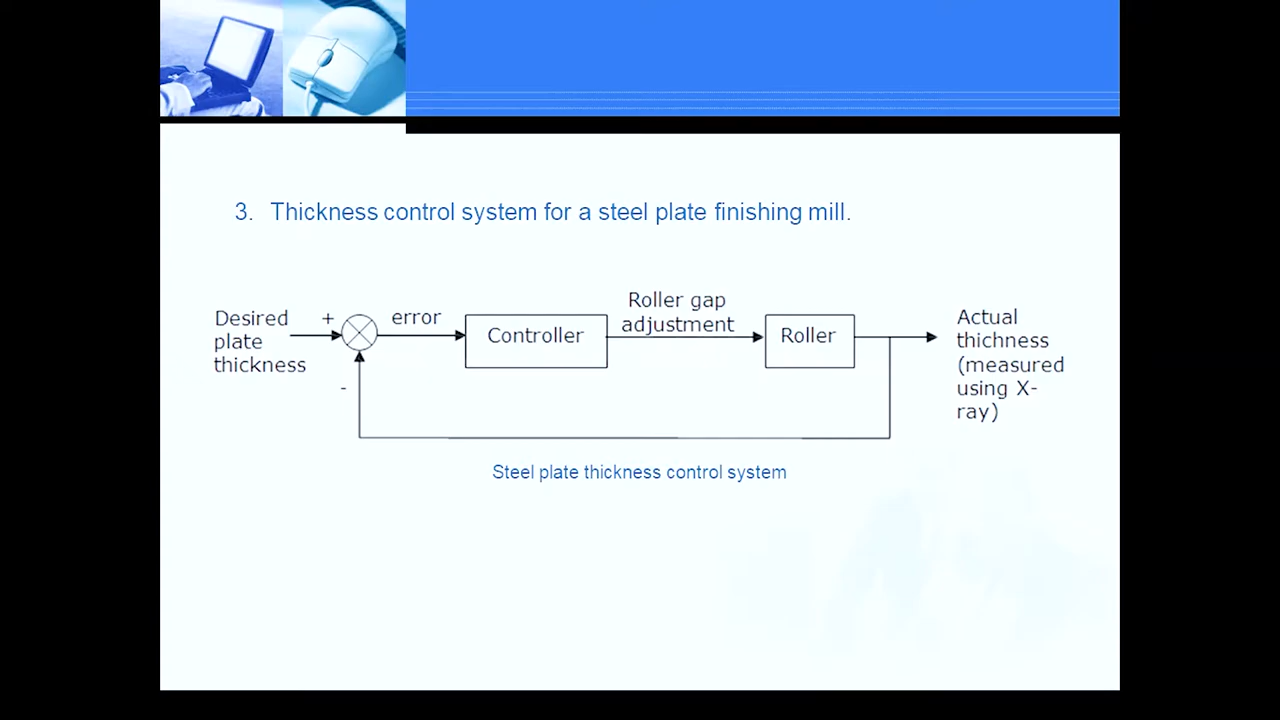 3. Thickness control system for a steel plate finishing mill.
Desired
plate
thickness
+
-
error
Controller
Roller gap
adjustment
Roller
Actual
thichness
(measured
using X-
ray)
Steel plate thickness control system